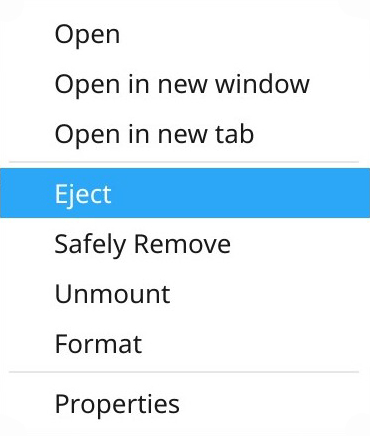 Open
Open in new window
Open in new tab
Eject
Safely Remove
Unmount
Format
Properties